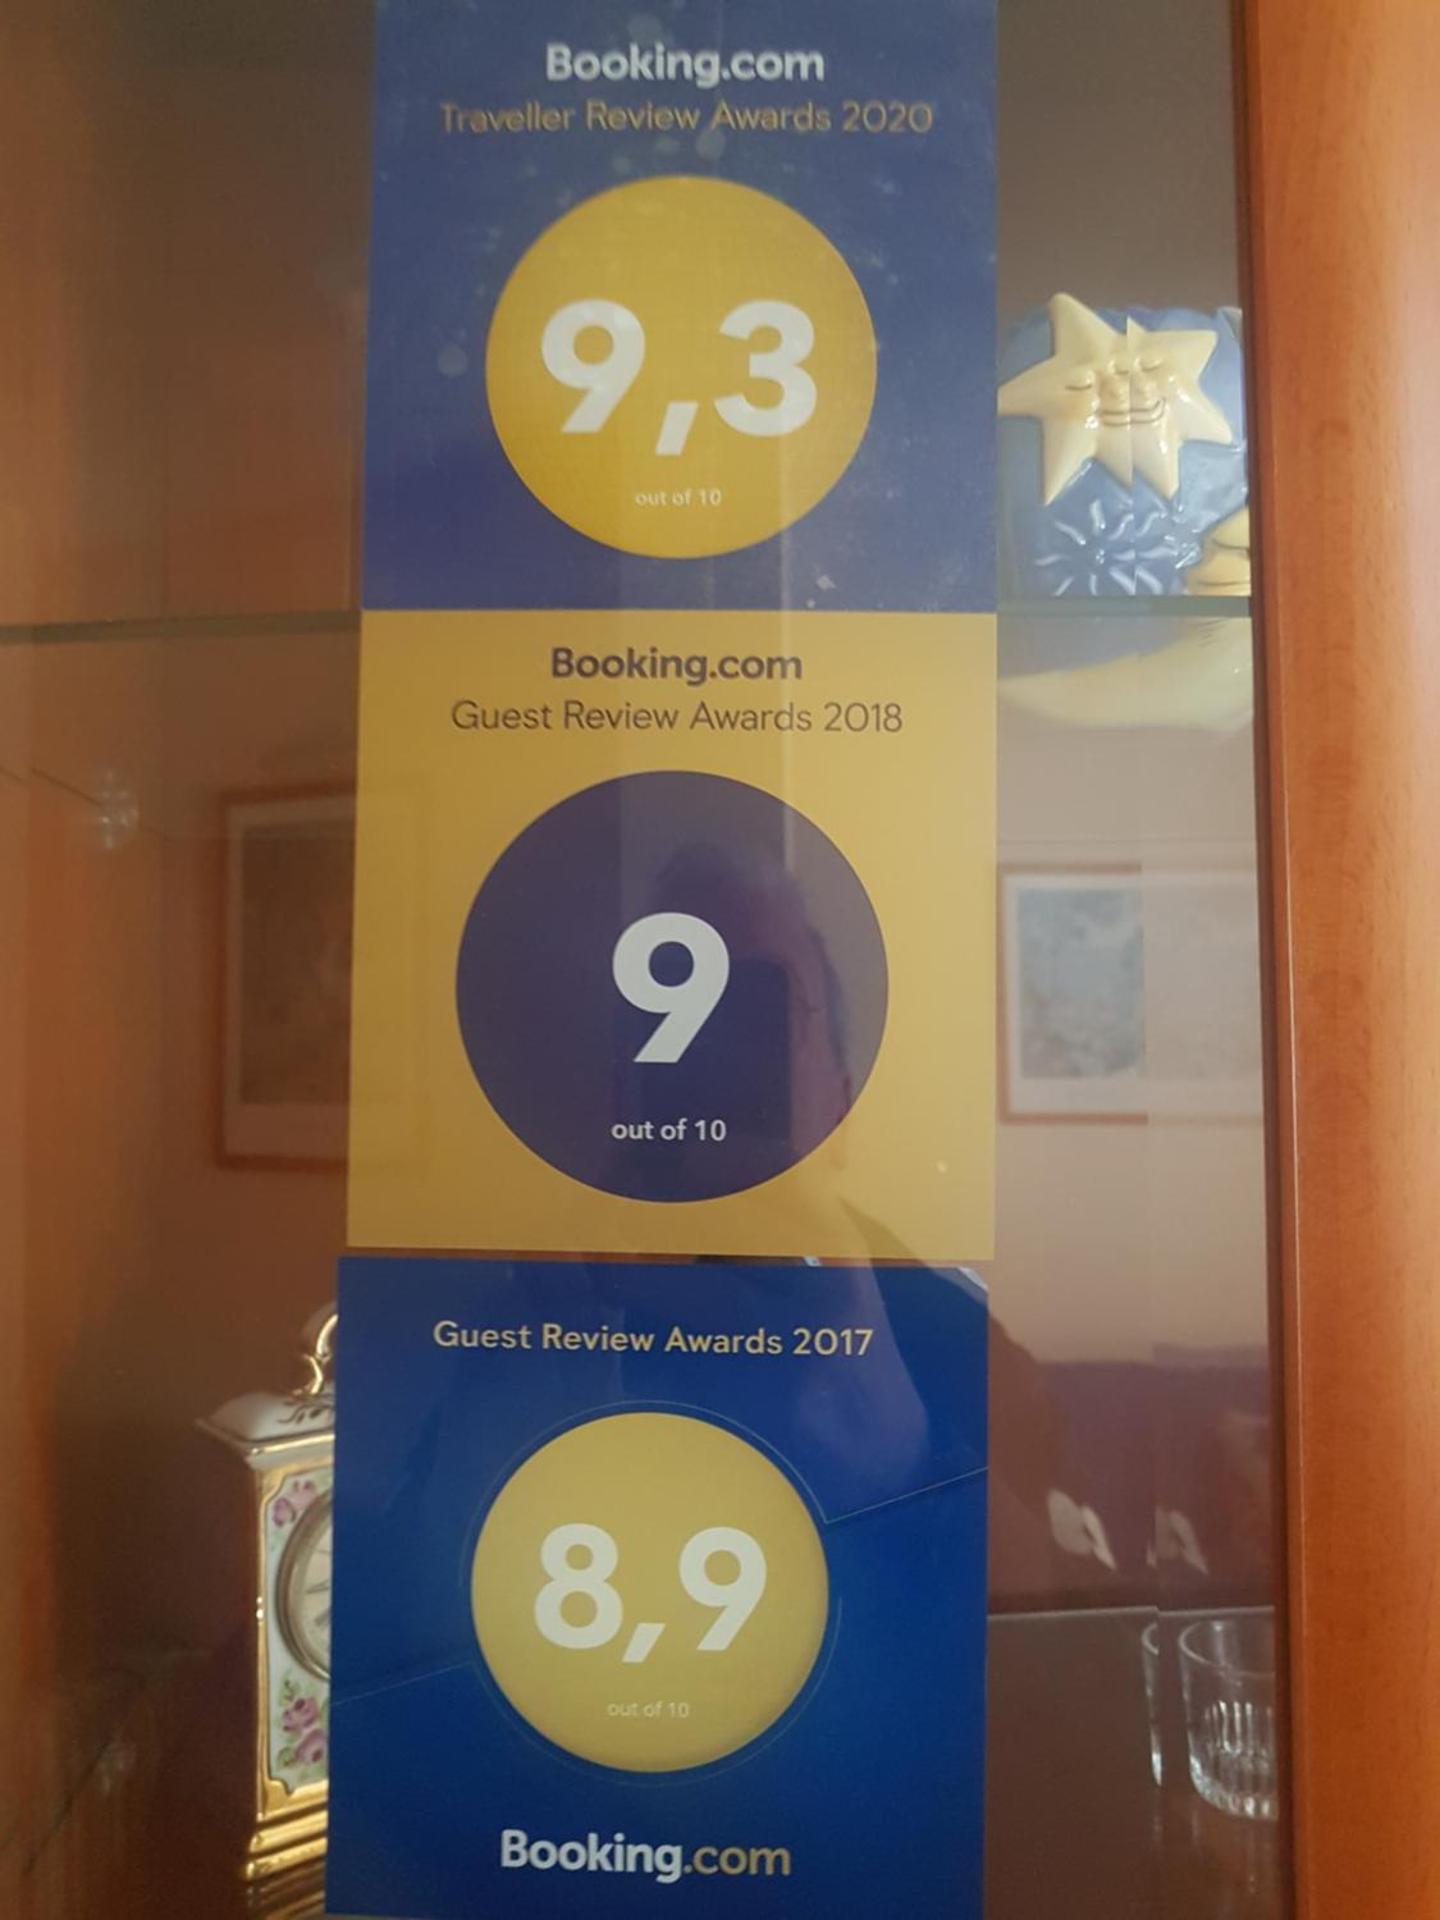 Booking.com
Traveller Review Awards 2020
9,3
out of 10
Booking.com
Guest Review Awards 2018
9
out of 10
Guest Review Awards 2017
8,9
out of 10
Booking.com